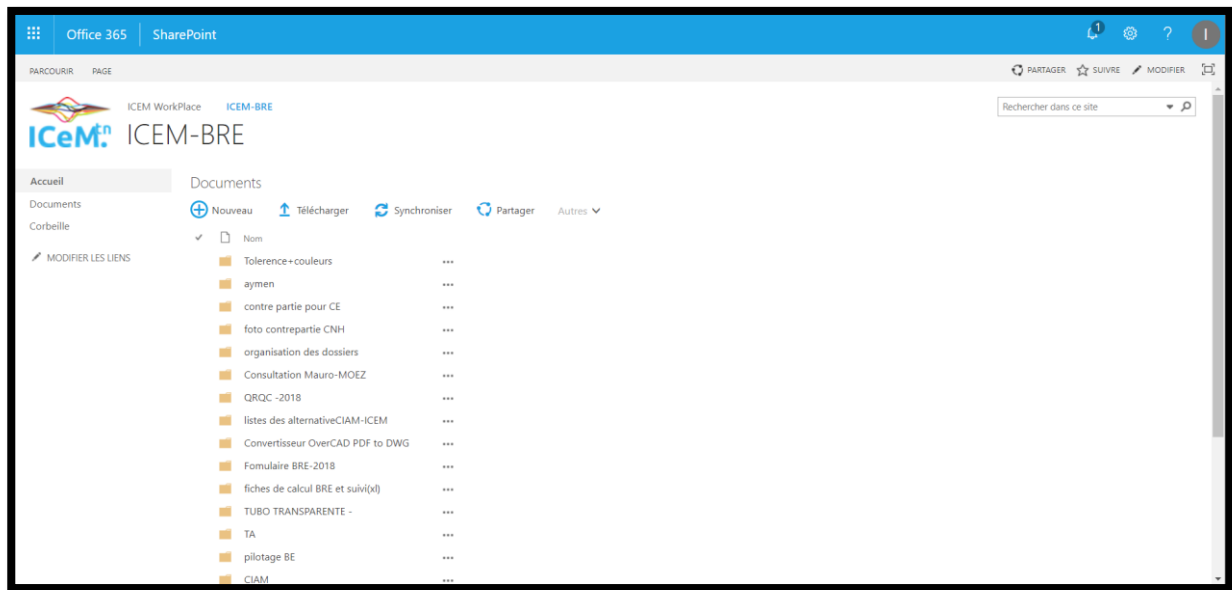 Office 365 SharePoint 1 ? I
PARCOURIR PAGE PARTAGER SUIVRE MODIFIER
ICEM WorkPlace ICEM-BRE Rechercher dans ce site
ICeM.tn ICEM-BRE
Accueil Documents
Documents Nouveau Télécharger Synchroniser Partager Autres
Corbeille Nom
MODIFIER LES LIENS Tolerence+couleurs ...
aymen ...
contre partie pour CE ...
foto contrepartie CNH ...
organisation des dossiers ...
Consultation Mauro-MOEZ ...
QRQC -2018 ...
listes des alternativeCIAM-ICEM ...
Convertisseur OverCAD PDF to DWG ...
Fomulaire BRE-2018 ...
fiches de calcul BRE et suivi(xl) ...
TUBO TRANSPARENTE - ...
TA ...
pilotage BE ...
CIAM ...